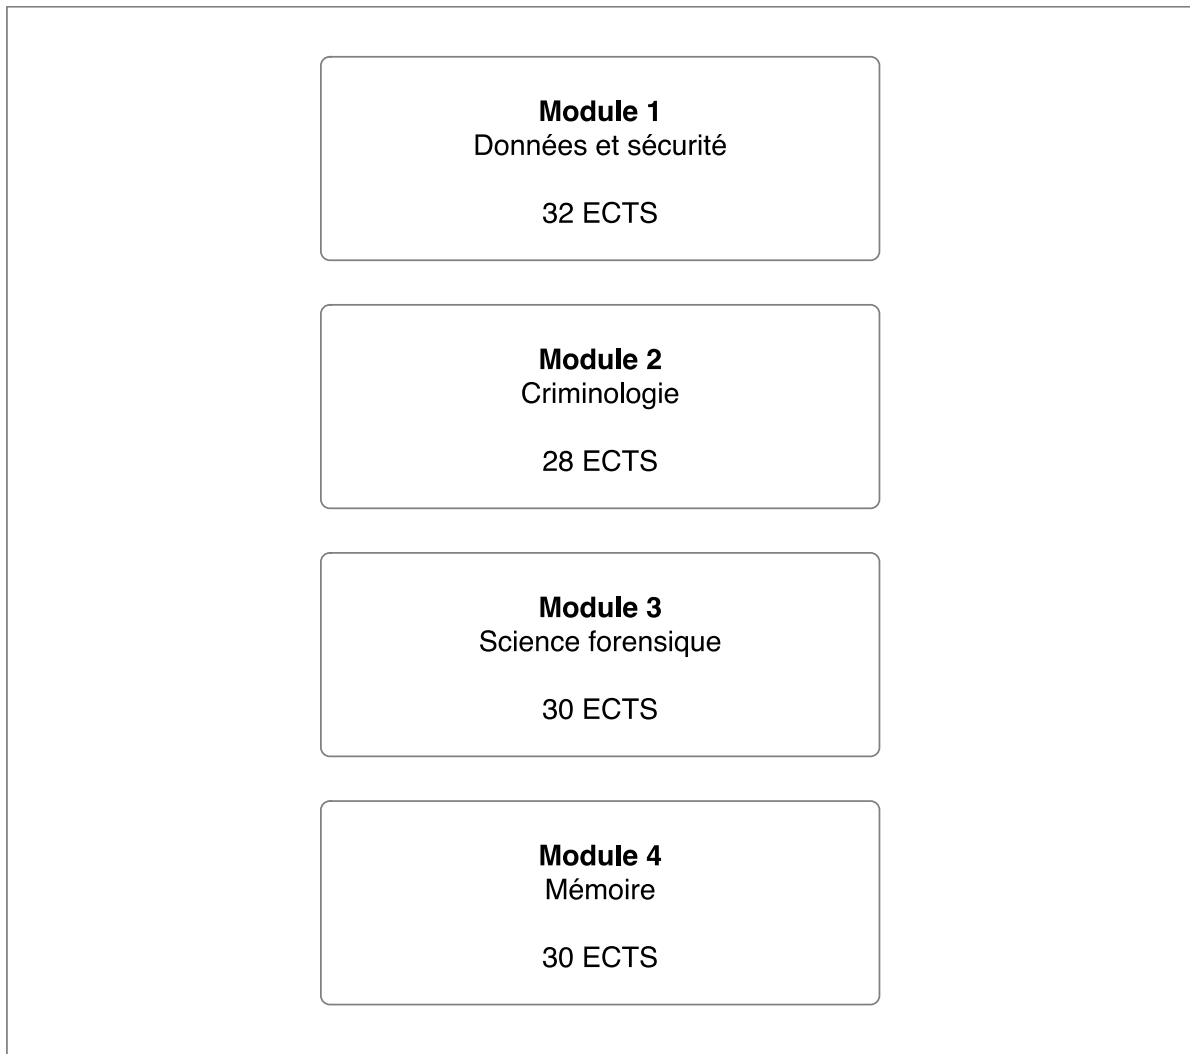 Module 1
Données et sécurité
32 ECTS
Module 2
Criminologie
28 ECTS
Module 3
Science forensique
30 ECTS
Module 4
Mémoire
30 ECTS